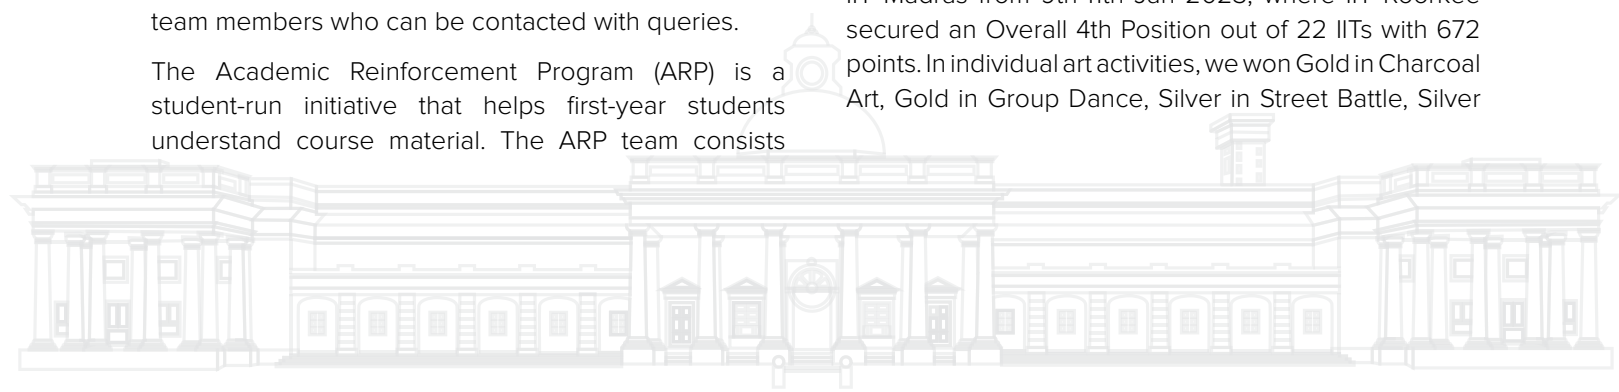 team members who can be contacted with queries.
The Academic Reinforcement Program (ARP) is a
student-run initiative that helps first-year students
understand course material. The ARP team consists
secured an Overall 4th Position out of 22 IITs with 672
points. In individual art activities, we won Gold in Charcoal
Art, Gold in Group Dance, Silver in Street Battle, Silver